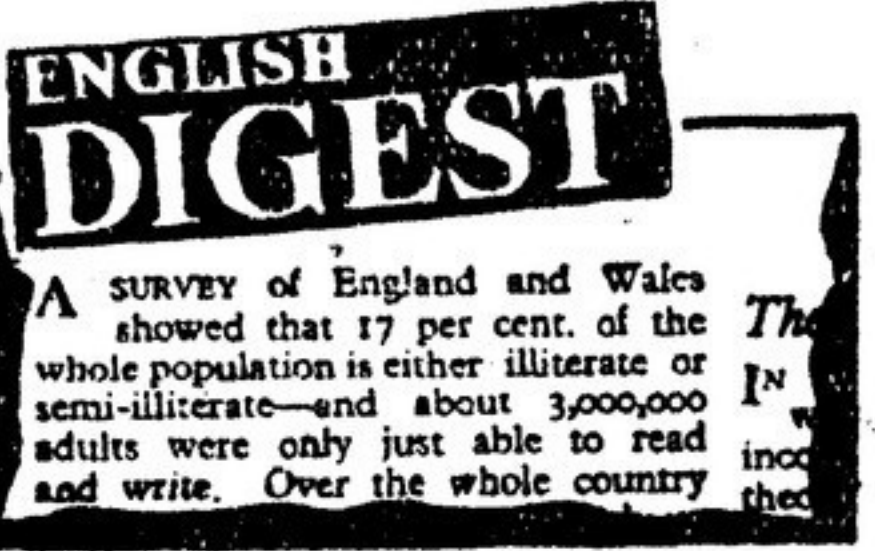 ENGLISH
DIGEST
A SURVEY of England and Wales
showed that 17 per cent. of the
whole population is either illiterate or
semi-illiterate—and about 3,000,000
adults were only just able to read
and write. Over the whole country
IN